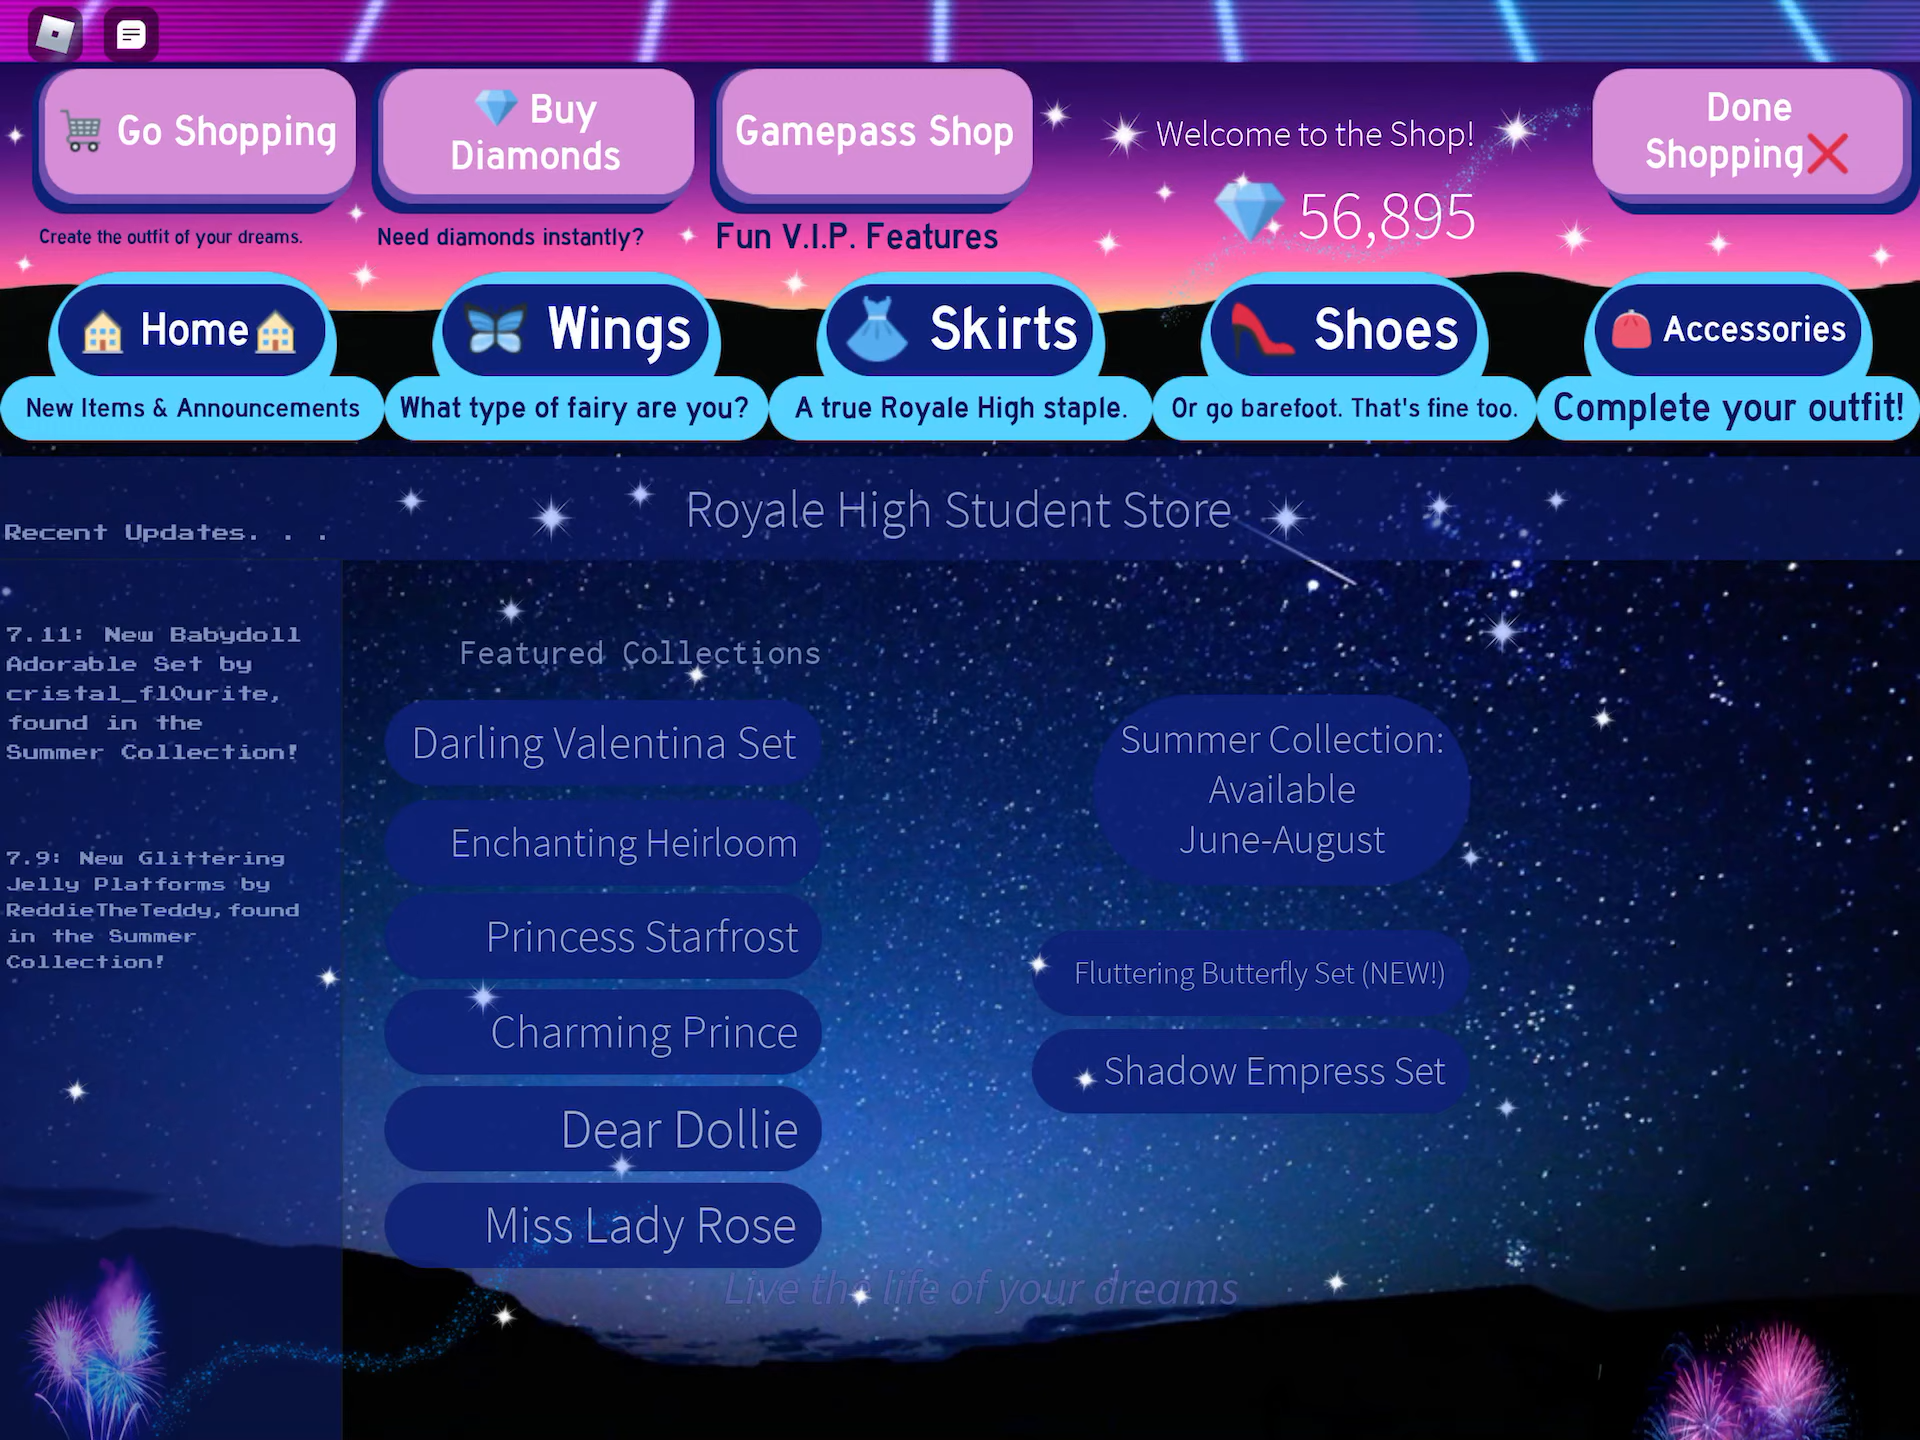 Go Shopping
Buy
Diamonds
Gamepass Shop
Welcome to the Shop!
56,895
Done
Shopping
Create the outfit of your dreams.
Need diamonds instantly?
Fun V.I.P. Features
Home
Wings
Skirts
Shoes
Accessories
New Items & Announcements
What type of fairy are you?
A true Royale High staple.
Or go barefoot. That's fine too.
Complete your outfit!
Royale High Student Store
Recent Updates. . .
7.11: New Babydoll
Adorable Set by
cristal_fl0urite,
found in the
Summer Collection!
7.9: New Glittering
Jelly Platforms by
ReddieTheTeddy, found
in the Summer
Collection!
Featured Collections
Darling Valentina Set
Enchanting Heirloom
Princess Starfrost
Charming Prince
Dear Dollie
Miss Lady Rose
Summer Collection:
Available
June-August
Fluttering Butterfly Set (NEW!)
Shadow Empress Set
Live the life of your dreams